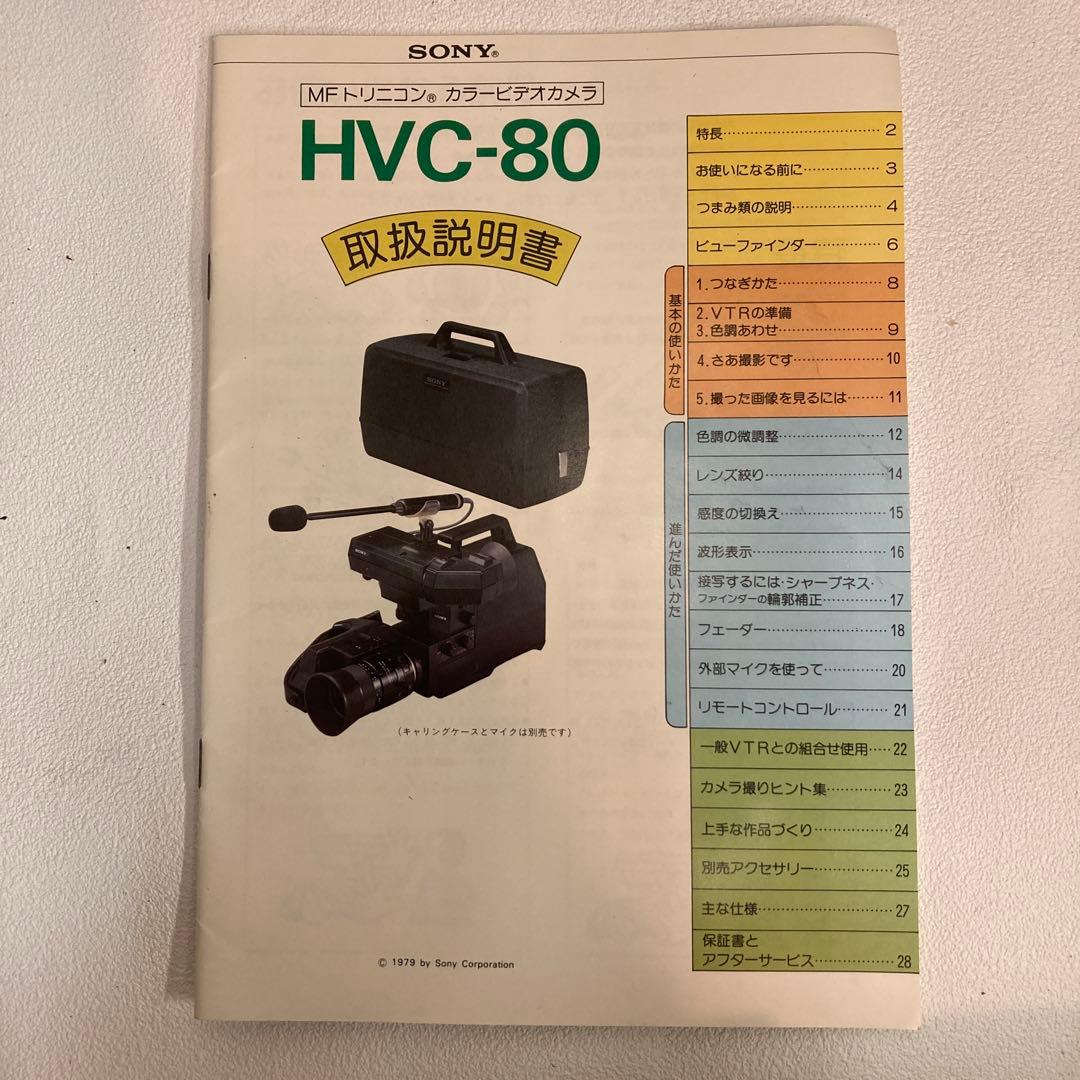 SONY®
MFトリニコン® カラービデオカメラ
HVC-80
取扱説明書
SONY
SONY
(キャリングケースとマイクは別売です)
© 1979 by Sony Corporation
特長 2
お使いになる前に 3
つまみ類の説明 4
ビューファインダー 6
基本の使いかた
1.つなぎかた 8
2.VTRの準備
3.色調あわせ 9
4.さあ撮影です 10
5.撮った画像を見るには 11
進んだ使いかた
色調の微調整 12
レンズ絞り 14
感度の切換え 15
波形表示 16
接写するには・シャープネス・
ファインダーの輪郭補正 17
フェーダー 18
外部マイクを使って 20
リモートコントロール 21
一般VTRとの組合せ使用 22
カメラ撮りヒント集 23
上手な作品づくり 24
別売アクセサリー 25
主な仕様 27
保証書と
アフターサービス 28